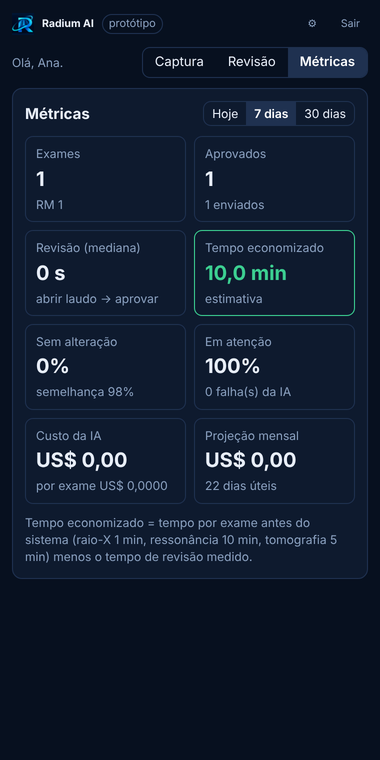 Radium AI protótipo ⚙ Sair
Olá, Ana. Captura Revisão Métricas
Métricas Hoje 7 dias 30 dias
Exames
1
RM 1
Aprovados
1
1 enviados
Revisão (mediana)
0 s
abrir laudo → aprovar
Tempo economizado
10,0 min
estimativa
Sem alteração
0%
semelhança 98%
Em atenção
100%
0 falha(s) da IA
Custo da IA
US$ 0,00
por exame US$ 0,0000
Projeção mensal
US$ 0,00
22 dias úteis
Tempo economizado = tempo por exame antes do
sistema (raio-X 1 min, ressonância 10 min, tomografia 5
min) menos o tempo de revisão medido.